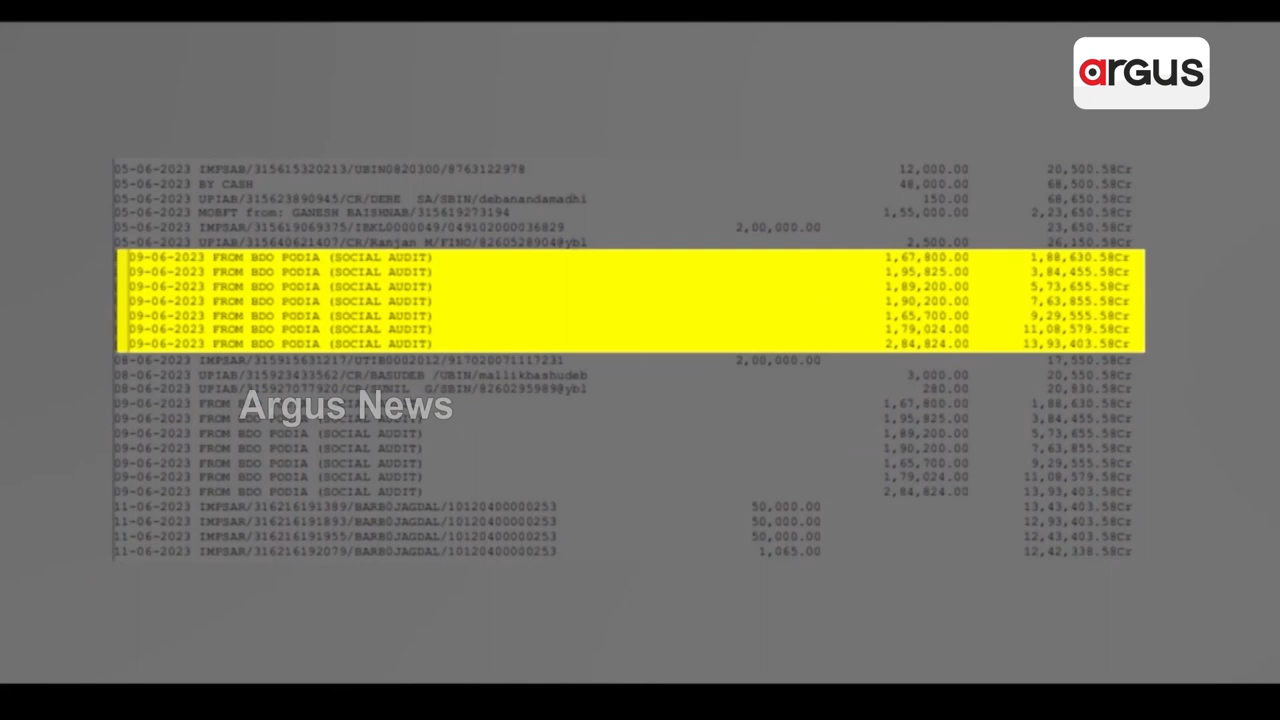 argus
05-06-2023 IMPSAB/315615320213/UBIN0820300/8763122978 12,000.00 20,500.58Cr
05-06-2023 BY CASH 48,000.00 68,500.58Cr
05-06-2023 UPIAB/315623890945/CR/DEBE SA/SBIN/debanandamadhi 150.00 68,650.58Cr
05-06-2023 MOBFT from: GANESH BAISHNAB/315619273194 1,55,000.00 2,23,650.58Cr
05-06-2023 IMPSAR/315619069375/IBKL0000049/049102000036829 2,00,000.00 23,650.58Cr
05-06-2023 UPIAB/315640621407/CR/Ranjan M/FINO/8260528904@ybl 2,500.00 26,150.58Cr
09-06-2023 FROM BDO PODIA (SOCIAL AUDIT) 1,67,800.00 1,88,630.58Cr
09-06-2023 FROM BDO PODIA (SOCIAL AUDIT) 1,95,825.00 3,84,455.58Cr
09-06-2023 FROM BDO PODIA (SOCIAL AUDIT) 1,89,200.00 5,73,655.58Cr
09-06-2023 FROM BDO PODIA (SOCIAL AUDIT) 1,90,200.00 7,63,855.58Cr
09-06-2023 FROM BDO PODIA (SOCIAL AUDIT) 1,65,700.00 9,29,555.58Cr
09-06-2023 FROM BDO PODIA (SOCIAL AUDIT) 1,79,024.00 11,08,579.58Cr
09-06-2023 FROM BDO PODIA (SOCIAL AUDIT) 2,84,824.00 13,93,403.58Cr
08-06-2023 IMPSAR/315915631217/UTIB0002012/917020071117231 2,00,000.00 17,550.58Cr
08-06-2023 UPIAB/315923433562/CR/BASUDEB /UBIN/mallikbashudeb 3,000.00 20,550.58Cr
08-06-2023 UPIAB/315927077920/CR/SUNIL G/SBIN/8260295989@ybl 280.00 20,830.58Cr
09-06-2023 FROM BDO PODIA (SOCIAL AUDIT) 1,67,800.00 1,88,630.58Cr
Argus News
09-06-2023 FROM BDO PODIA (SOCIAL AUDIT) 1,95,825.00 3,84,455.58Cr
09-06-2023 FROM BDO PODIA (SOCIAL AUDIT) 1,89,200.00 5,73,655.58Cr
09-06-2023 FROM BDO PODIA (SOCIAL AUDIT) 1,90,200.00 7,63,855.58Cr
09-06-2023 FROM BDO PODIA (SOCIAL AUDIT) 1,65,700.00 9,29,555.58Cr
09-06-2023 FROM BDO PODIA (SOCIAL AUDIT) 1,79,024.00 11,08,579.58Cr
09-06-2023 FROM BDO PODIA (SOCIAL AUDIT) 2,84,824.00 13,93,403.58Cr
11-06-2023 IMPSAR/316216191389/BARB0JAGDAL/10120400000253 50,000.00 13,43,403.58Cr
11-06-2023 IMPSAR/316216191893/BARB0JAGDAL/10120400000253 50,000.00 12,93,403.58Cr
11-06-2023 IMPSAR/316216191955/BARB0JAGDAL/10120400000253 50,000.00 12,43,403.58Cr
11-06-2023 IMPSAR/316216192079/BARB0JAGDAL/10120400000253 1,065.00 12,42,338.58Cr